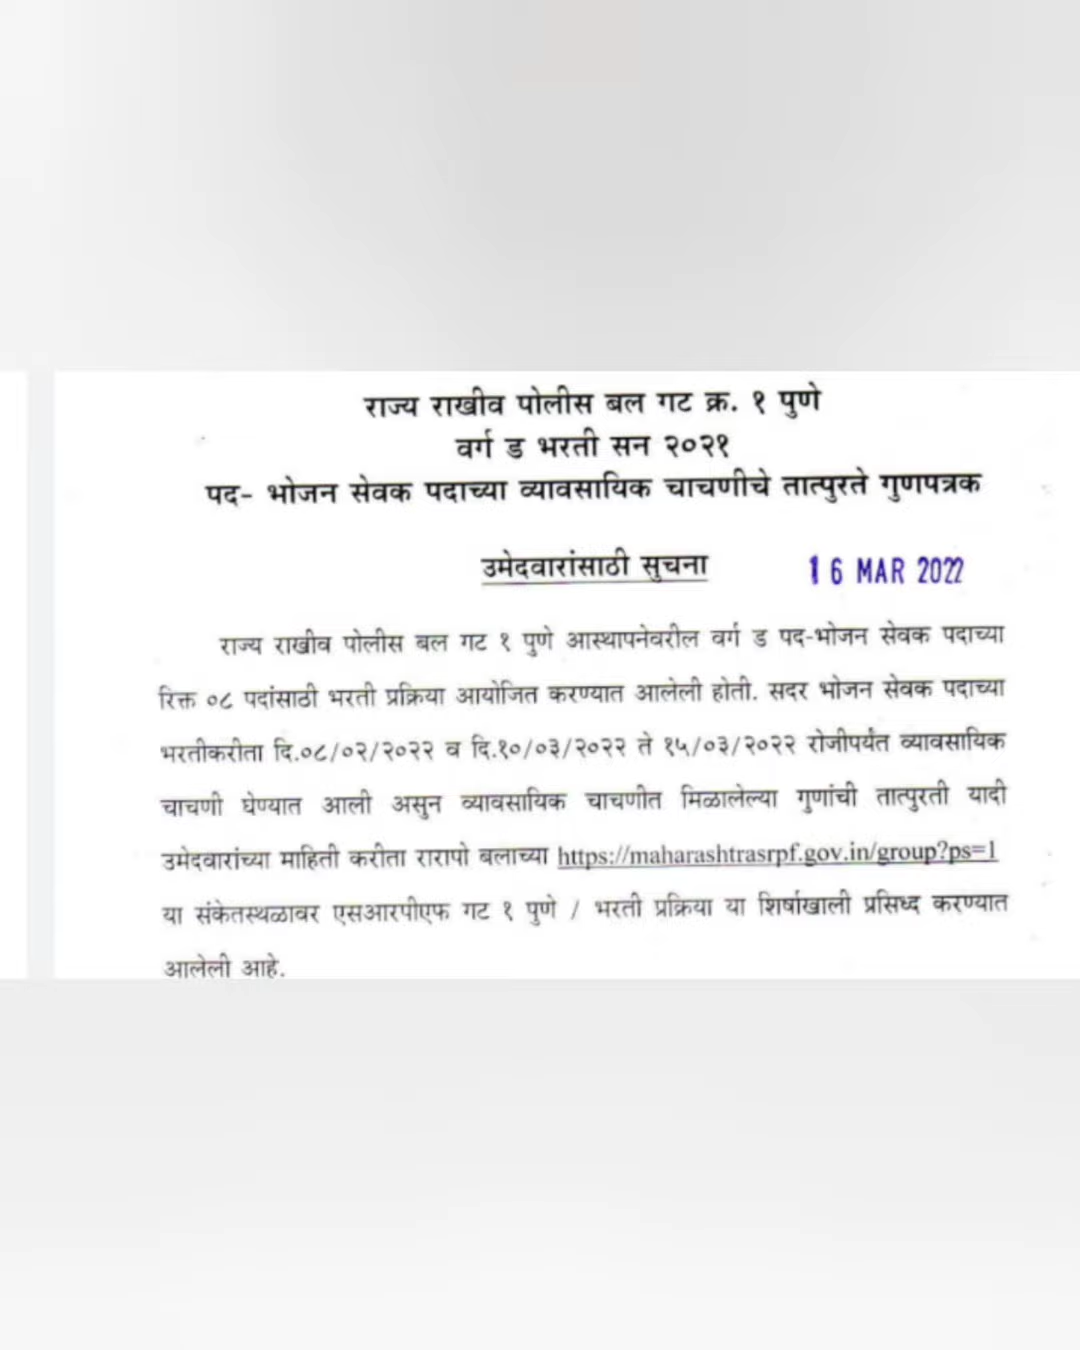 राज्य राखीव पोलीस बल गट क्र. १ पुणे
वर्ग ड भरती सन २०२१
पद- भोजन सेवक पदाच्या व्यावसायिक चाचणीचे तात्पुरते गुणपत्रक
उमेदवारांसाठी सुचना 16 MAR 2022
राज्य राखीव पोलीस बल गट १ पुणे आस्थापनेवरील वर्ग ड पद-भोजन सेवक पदाच्या
रिक्त ०८ पदांसाठी भरती प्रक्रिया आयोजित करण्यात आलेली होती. सदर भोजन सेवक पदाच्या
भरतीकरीता दि.०८/०२/२०२२ व दि.१०/०३/२०२२ ते १५/०३/२०२२ रोजीपर्यंत व्यावसायिक
चाचणी घेण्यात आली असुन व्यावसायिक चाचणीत मिळालेल्या गुणांची तात्पुरती यादी
उमेदवारांच्या माहिती करीता रारापो बलाच्या https://maharashtrasrpf.gov.in/group?ps=1
या संकेतस्थळावर एसआरपीएफ गट १ पुणे / भरती प्रक्रिया या शिर्षाखाली प्रसिध्द करण्यात
आलेली आहे.